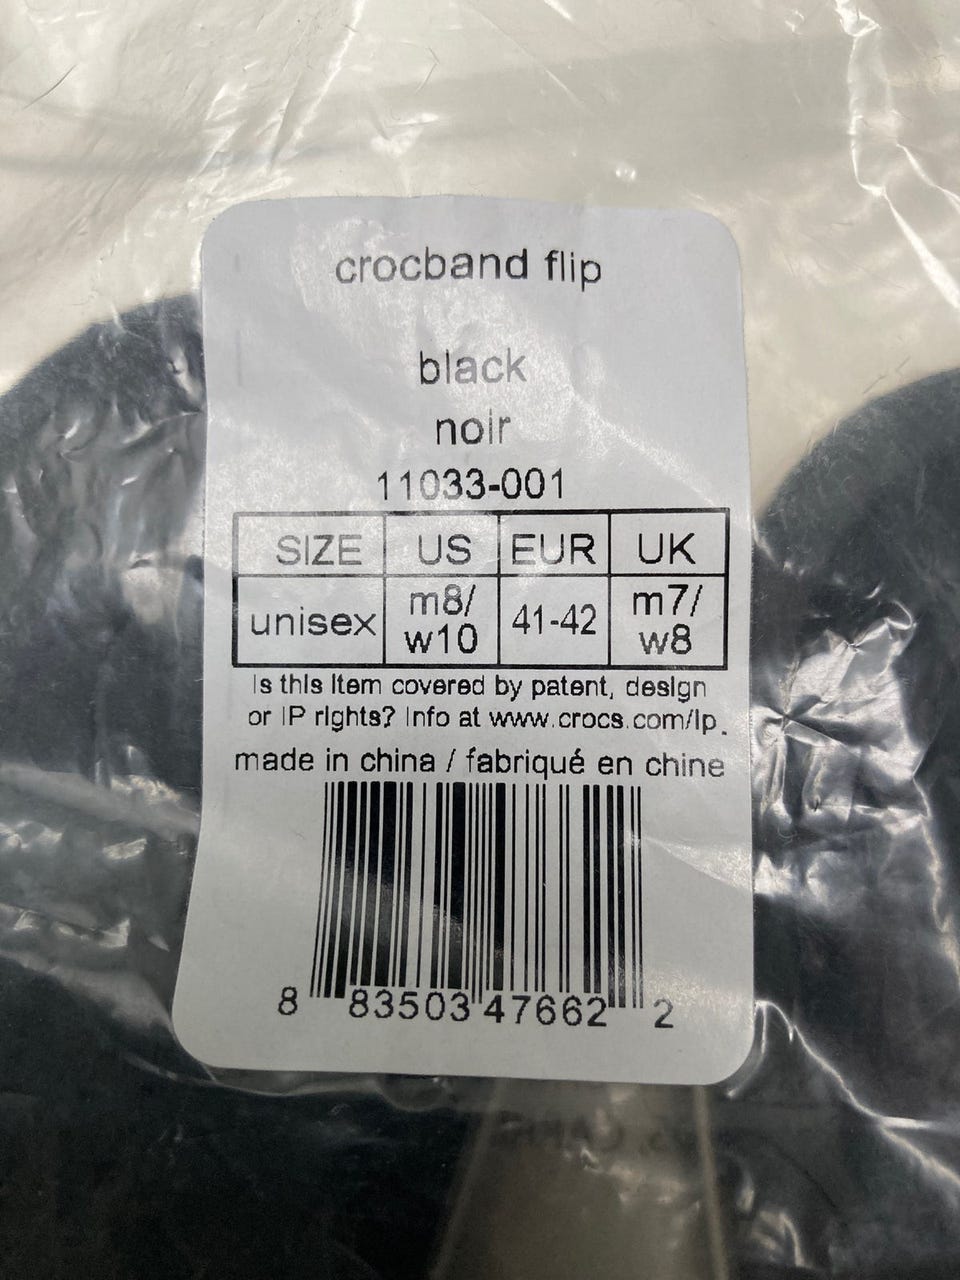 crocband flip
black
noir
11033-001
SIZE US EUR UK
unisex m8/ w10 41-42 m7/ w8
Is this item covered by patent, design
or IP rights? Info at www.crocs.com/ip.
made in china / fabriqué en chine
8 83503 47662 2